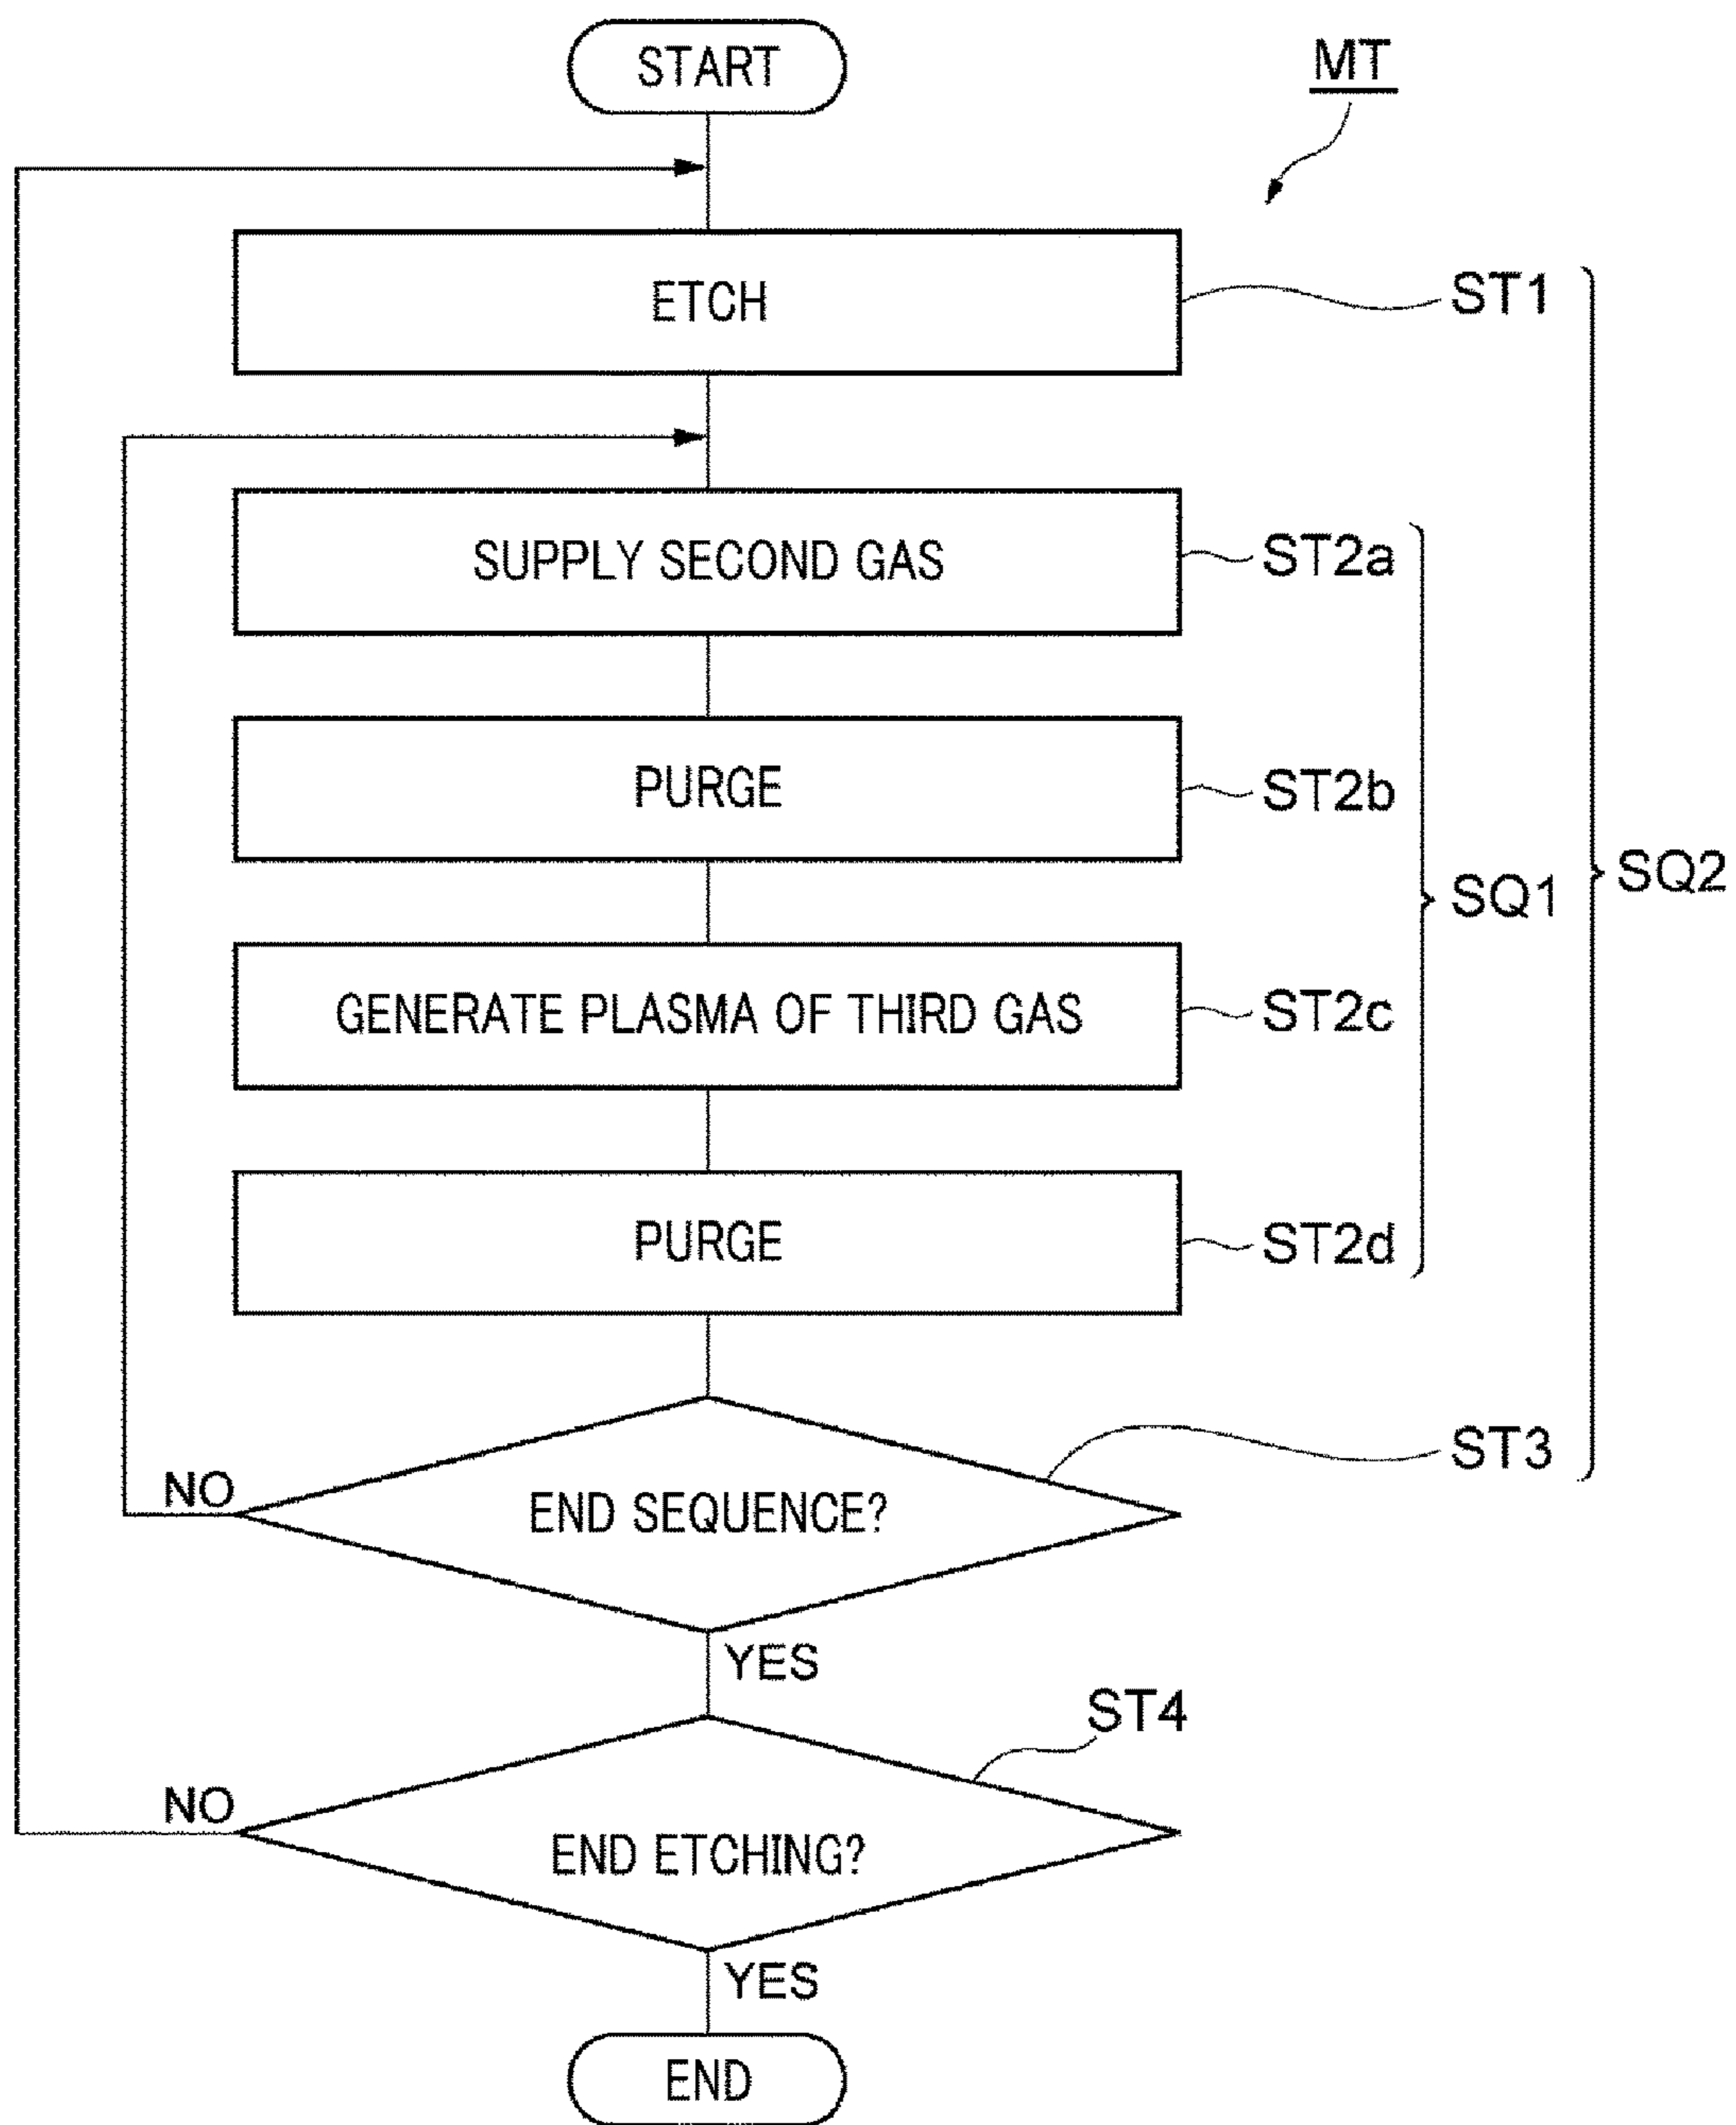 START
MT
ETCH
ST1
SUPPLY SECOND GAS
ST2a
PURGE
ST2b
SQ1
SQ2
GENERATE PLASMA OF THIRD GAS
ST2c
PURGE
ST2d
ST3
NO
END SEQUENCE?
YES
ST4
NO
END ETCHING?
YES
END